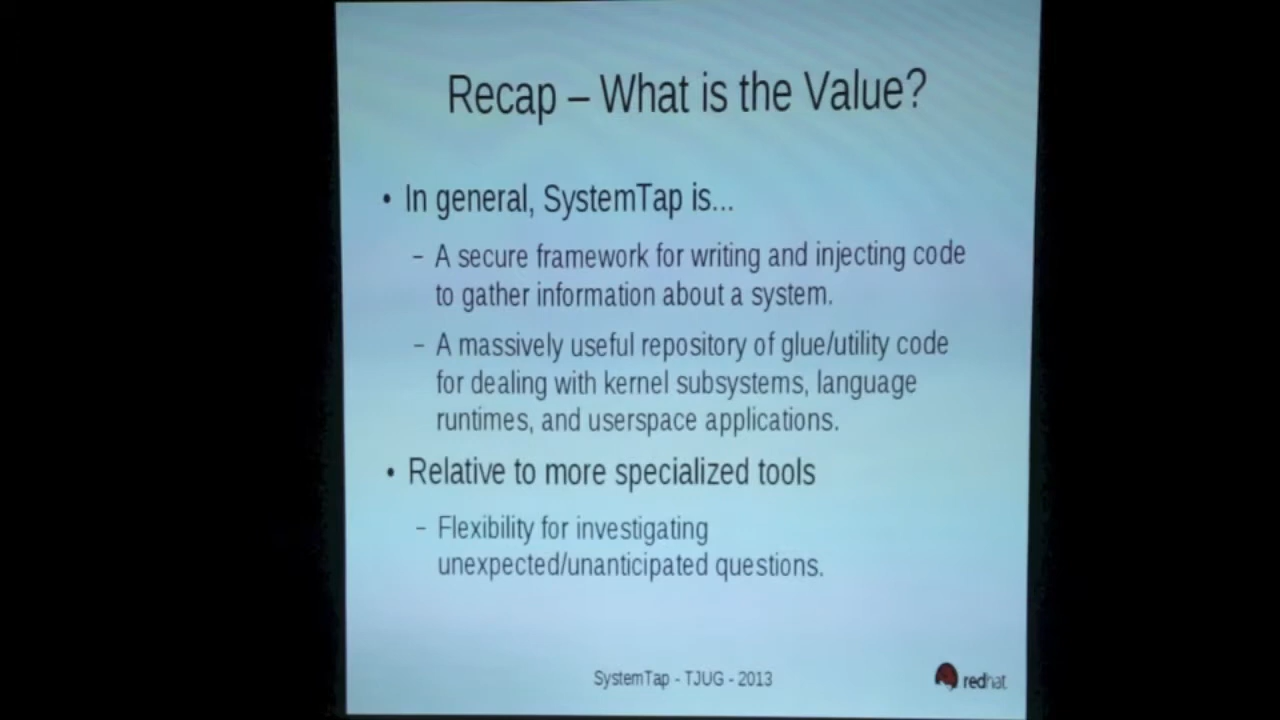 Recap – What is the Value?
• In general, SystemTap is...
– A secure framework for writing and injecting code
to gather information about a system.
– A massively useful repository of glue/utility code
for dealing with kernel subsystems, language
runtimes, and userspace applications.
• Relative to more specialized tools
– Flexibility for investigating
unexpected/unanticipated questions.
SystemTap - TJUG - 2013
redhat